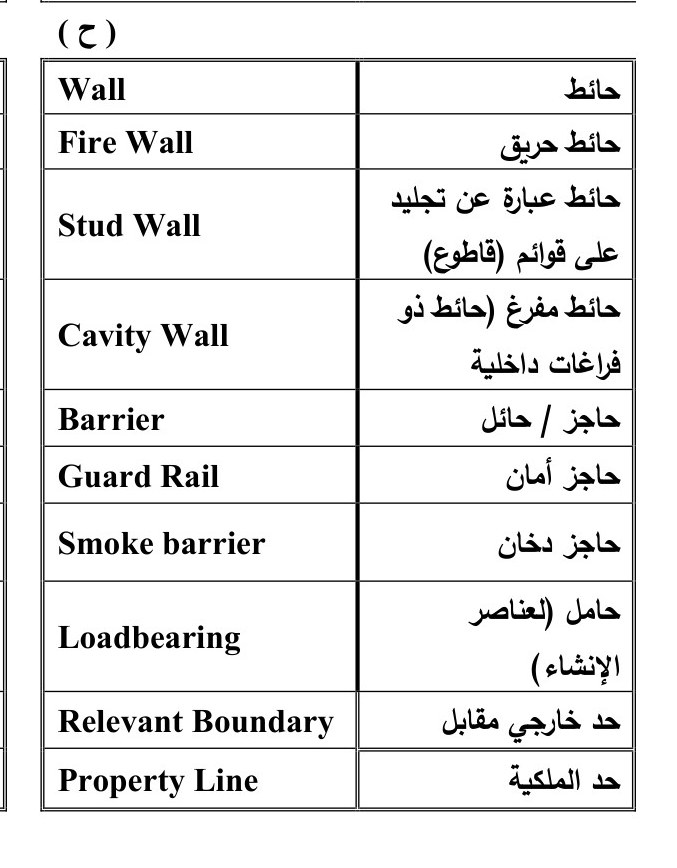 ( ح )
Wall حائط
Fire Wall حائط حريق
Stud Wall حائط عبارة عن تجليد
على قوائم (قاطوع)
Cavity Wall حائط مفرغ (حائط ذو
فراغات داخلية
Barrier حاجز / حائل
Guard Rail حاجز أمان
Smoke barrier حاجز دخان
Loadbearing حامل (لعناصر
الإنشاء)
Relevant Boundary حد خارجي مقابل
Property Line حد الملكية